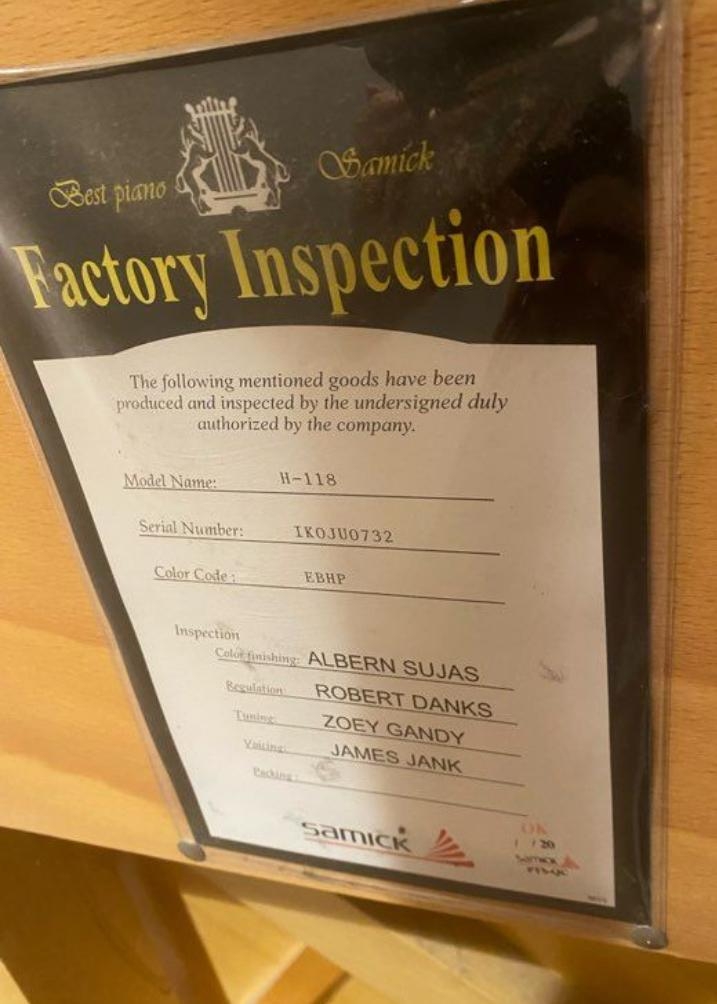 Best piano Samick
Factory Inspection
The following mentioned goods have been
produced and inspected by the undersigned duly
authorized by the company.
Model Name: H-118
Serial Number: IKOJU0732
Color Code : EBHP
Inspection
Color finishing: ALBERN SUJAS
Regulation: ROBERT DANKS
Tuning: ZOEY GANDY
Voicing: JAMES JANK
Packing :
samick
OK
/ / 20
samick